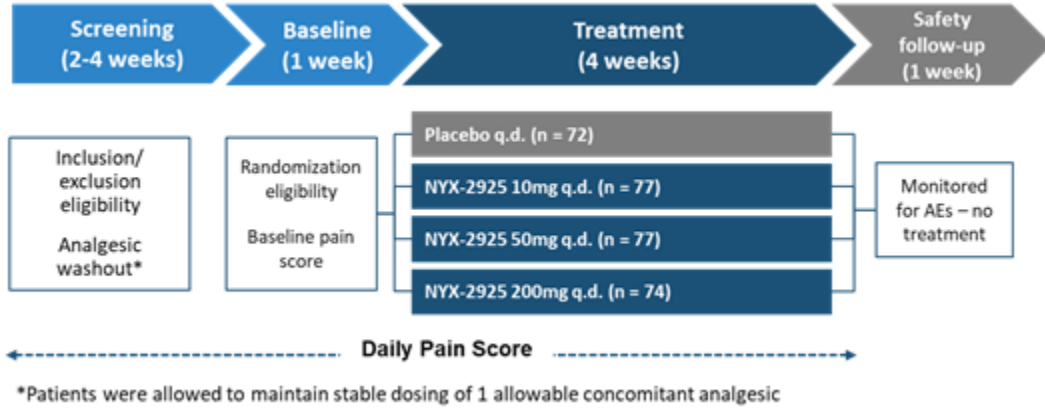 Screening
(2-4 weeks)
Baseline
(1 week)
Treatment
(4 weeks)
Safety
follow-up
(1 week)
Inclusion/
exclusion
eligibility
Analgesic
washout*
Randomization
eligibility
Baseline pain
score
Placebo q.d. (n = 72)
NYX-2925 10mg q.d. (n = 77)
NYX-2925 50mg q.d. (n = 77)
NYX-2925 200mg q.d. (n = 74)
Monitored
for AEs – no
treatment
Daily Pain Score
*Patients were allowed to maintain stable dosing of 1 allowable concomitant analgesic